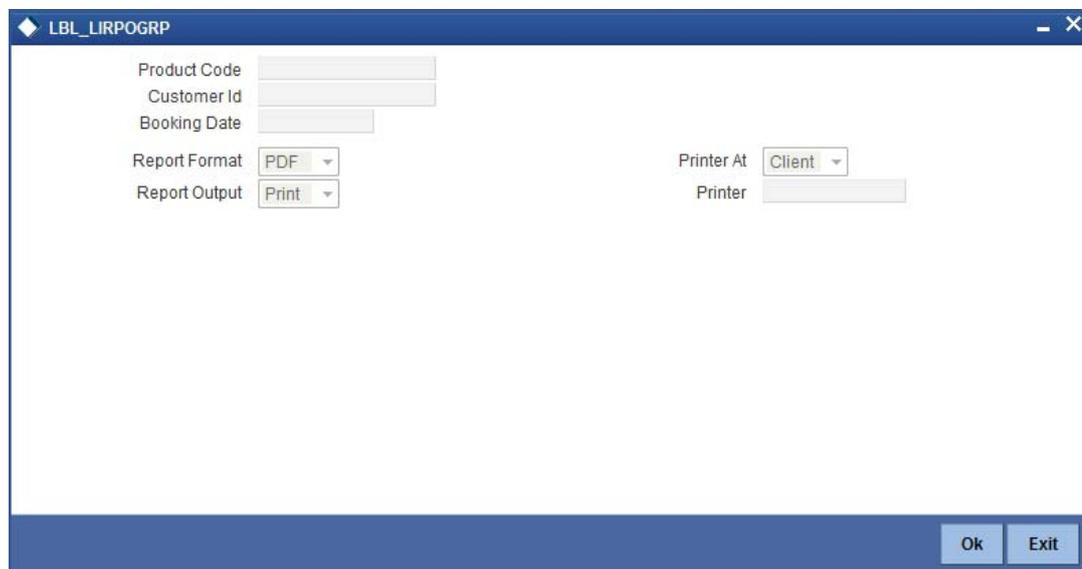 LBL_LIRPOGRP
Product Code
Customer Id
Booking Date
Report Format PDF Printer At Client
Report Output Print Printer
Ok Exit